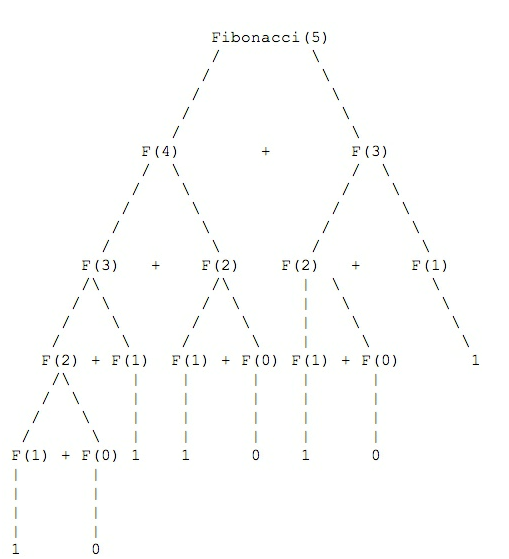 Fibonacci(5)
F(4) + F(3)
F(3) + F(2) F(2) + F(1)
F(2) + F(1) F(1) + F(0) F(1) + F(0) 1
F(1) + F(0) 1 1 0 1 0
1 0